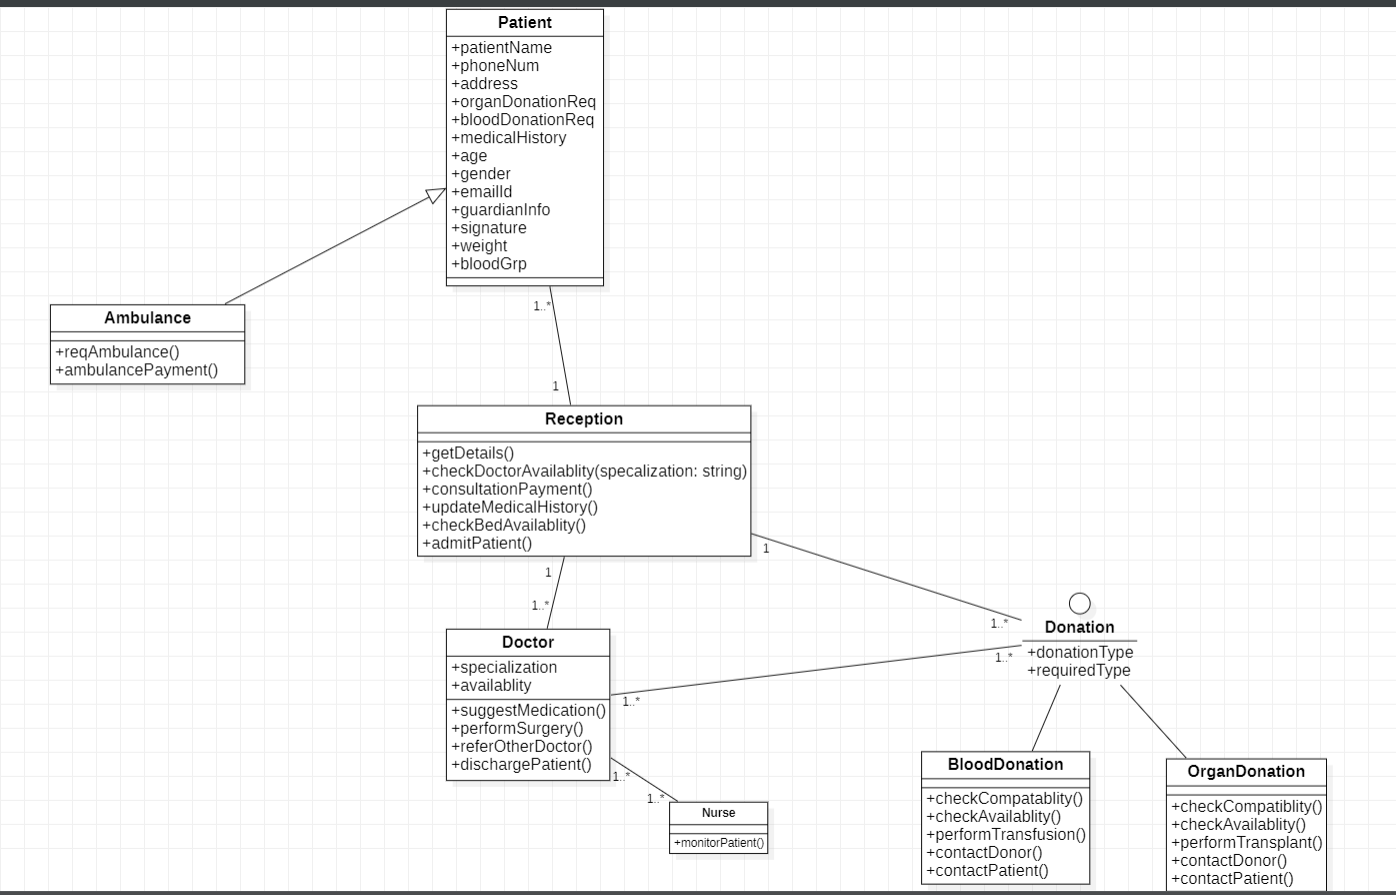 Patient
+patientName
+phoneNum
+address
+organDonationReq
+bloodDonationReq
+medicalHistory
+age
+gender
+emailId
+guardianInfo
+signature
+weight
+bloodGrp
1..*
1
Ambulance
+reqAmbulance()
+ambulancePayment()
Reception
+getDetails()
+checkDoctorAvailablity(specalization: string)
+consultationPayment()
+updateMedicalHistory()
+checkBedAvailablity()
+admitPatient()
1
1..*
1
1..*
Doctor
+specialization
+availablity
+suggestMedication()
+performSurgery()
+referOtherDoctor()
+dischargePatient()
1..*
1..*
1..*
1..*
Nurse
+monitorPatient()
Donation
+donationType
+requiredType
BloodDonation
+checkCompatablity()
+checkAvailablity()
+performTransfusion()
+contactDonor()
+contactPatient()
OrganDonation
+checkCompatiblity()
+checkAvailablity()
+performTransplant()
+contactDonor()
+contactPatient()